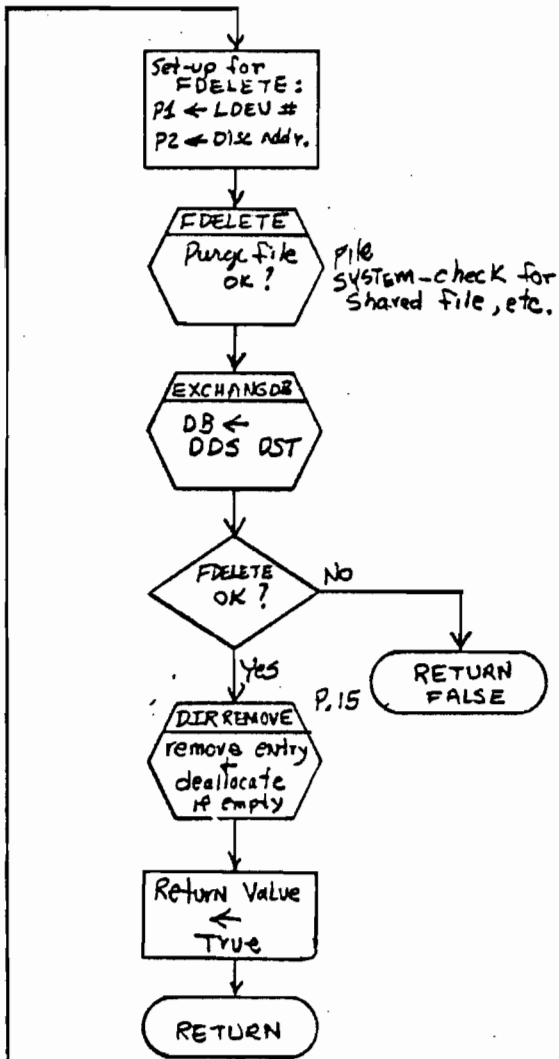 Set-up for
FDELETE:
P1 ← LDEV #
P2 ← Disc Addr.
FDELETE
Purge file
OK?
File
SYSTEM-check for
Shared file, etc.
EXCHANGDB
DB ←
DDS DST
FDELETE
OK?
NO
RETURN
FALSE
Yes
P.15
DIRREMOVE
remove entry
+
deallocate
if empty
Return Value
←
True
RETURN